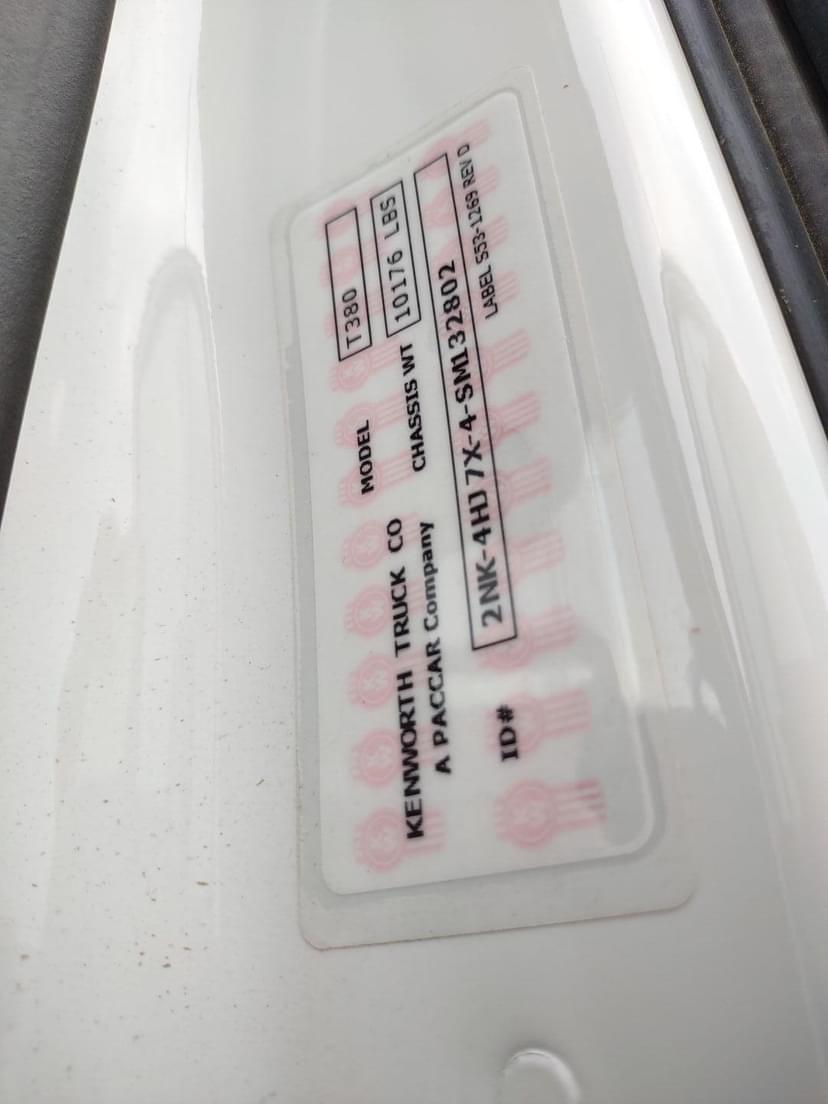 KENWORTH TRUCK CO MODEL T380
A PACCAR Company CHASSIS WT 10176 LBS
ID# 2NK-4HJ7X-4-SM132802
LABEL S53-1269 REV D